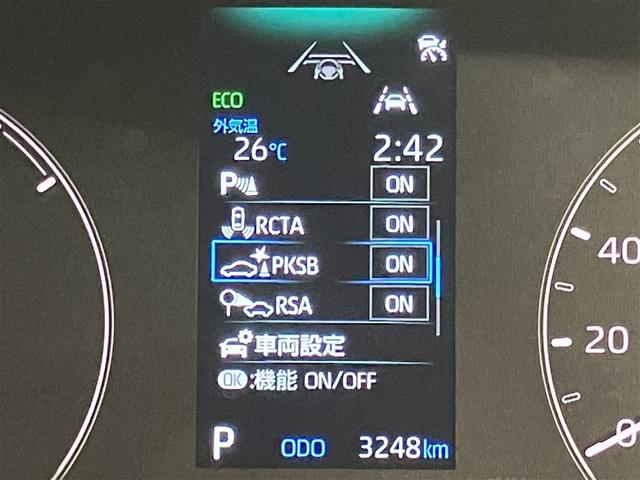 ECO
外気温
26℃ 2:42
P ON
RCTA ON
PKSB ON
RSA ON
車両設定
OK:機能 ON/OFF
P ODO 3248km
40
20
0